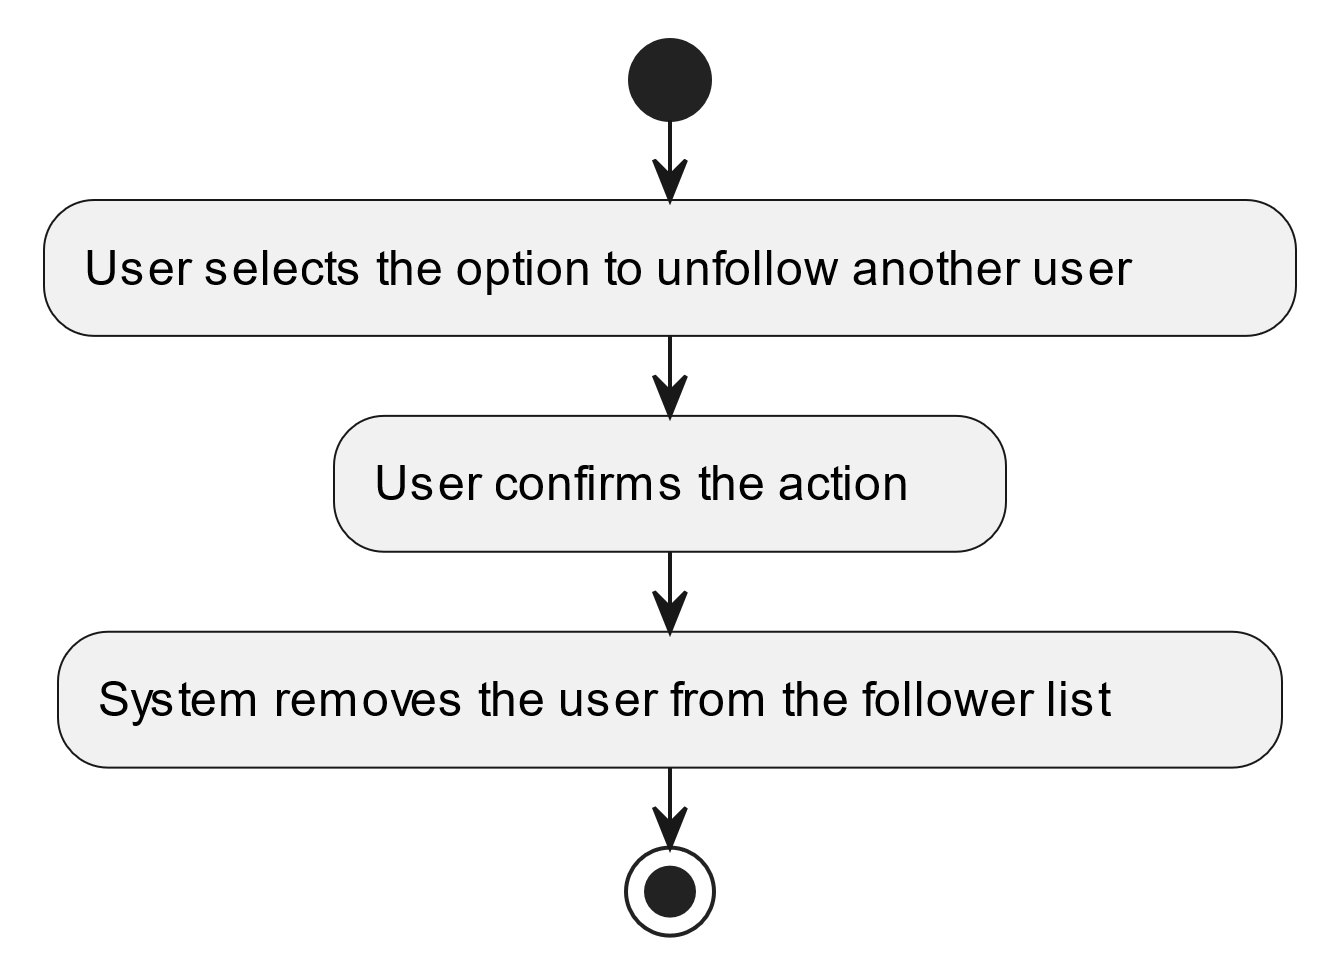 User selects the option to unfollow another user
User confirms the action
System removes the user from the follower list